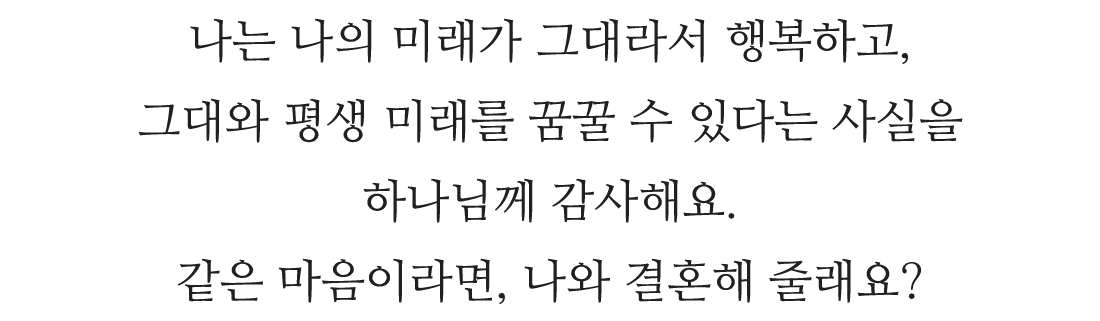 나는 나의 미래가 그대라서 행복하고,
그대와 평생 미래를 꿈꿀 수 있다는 사실을
하나님께 감사해요.
같은 마음이라면, 나와 결혼해 줄래요?